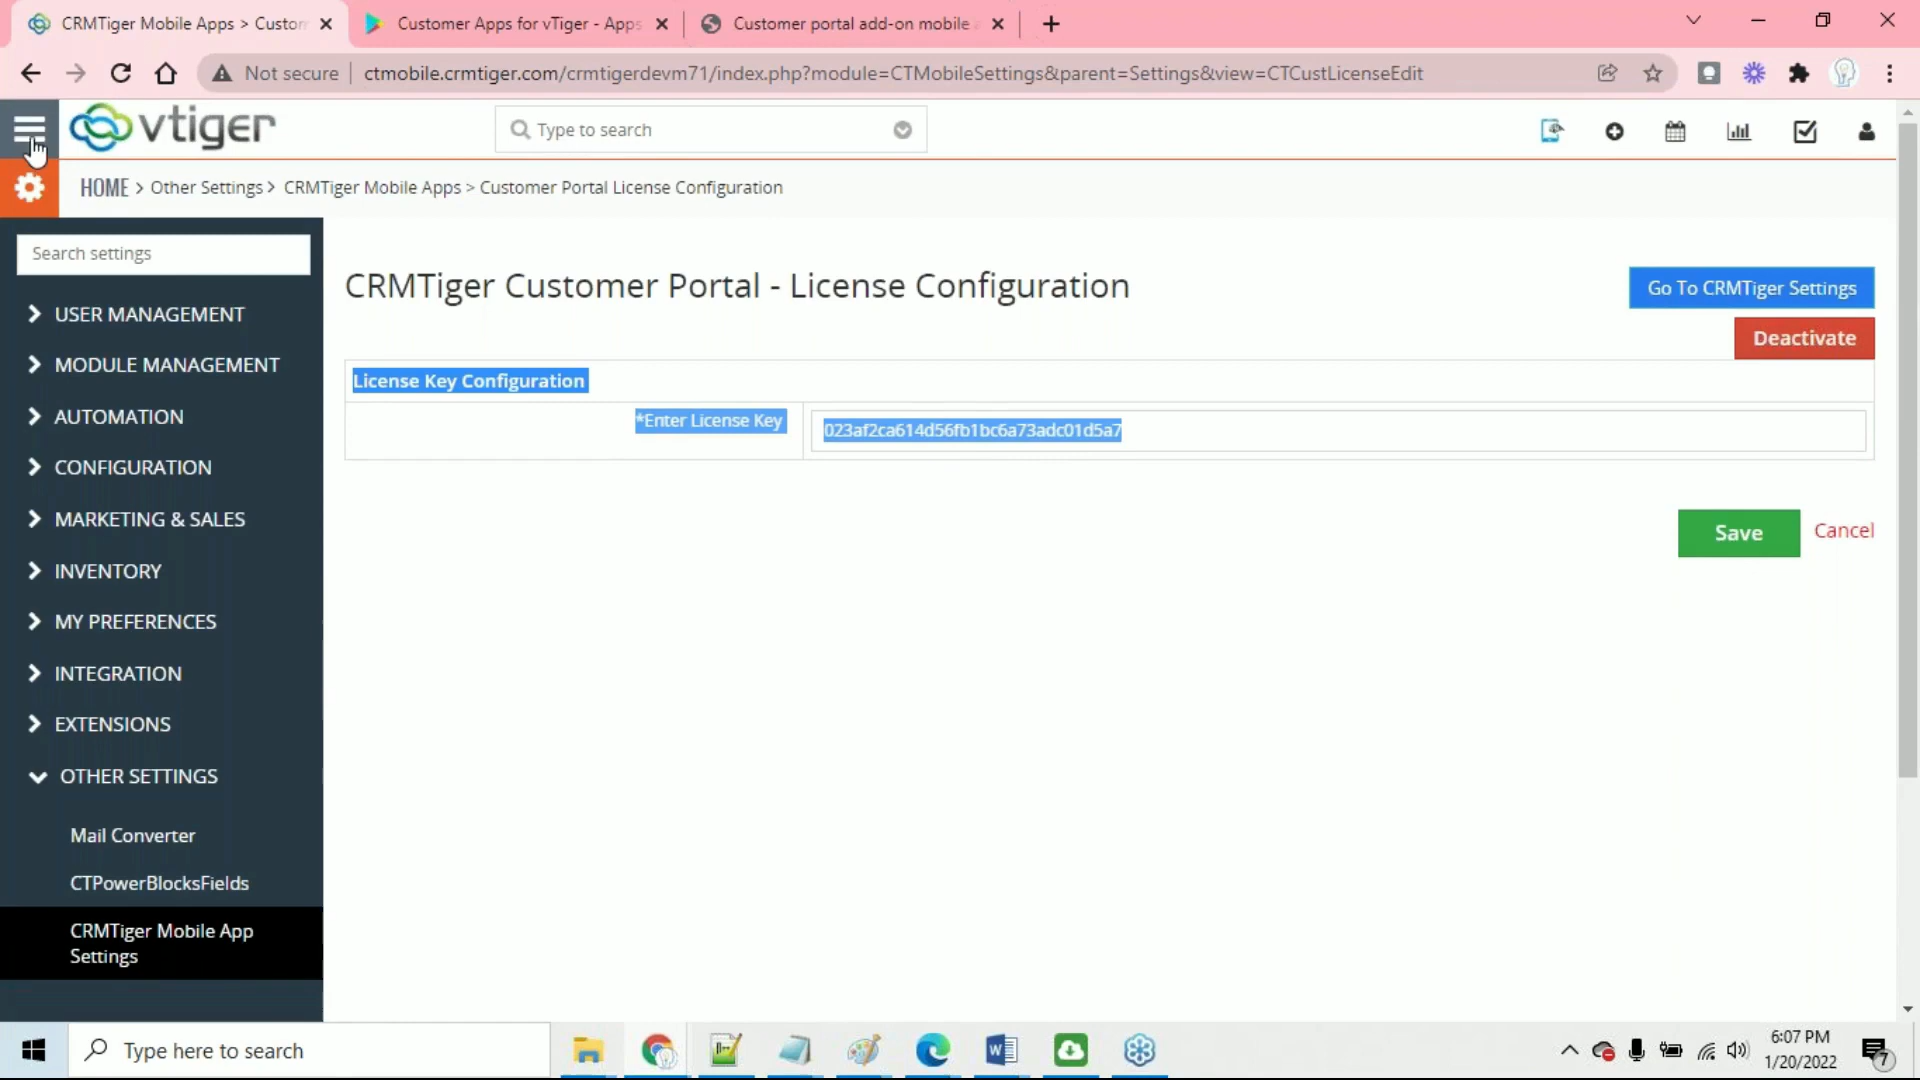 CRMTiger Mobile Apps > Custom
Customer Apps for vTiger - Apps
Customer portal add-on mobile a
Not secure
ctmobile.crmtiger.com/crmtigerdevm71/index.php?module=CTMobileSettings&parent=Settings&view=CTCustLicenseEdit
vtiger
Type to search
HOME > Other Settings > CRMTiger Mobile Apps > Customer Portal License Configuration
Search settings
USER MANAGEMENT
MODULE MANAGEMENT
AUTOMATION
CONFIGURATION
MARKETING & SALES
INVENTORY
MY PREFERENCES
INTEGRATION
EXTENSIONS
OTHER SETTINGS
Mail Converter
CTPowerBlocksFields
CRMTiger Mobile App
Settings
CRMTiger Customer Portal - License Configuration
Go To CRMTiger Settings
Deactivate
License Key Configuration
*Enter License Key
023af2ca614d56fb1bc6a73adc01d5a7
Save
Cancel
Type here to search
6:07 PM
1/20/2022
7